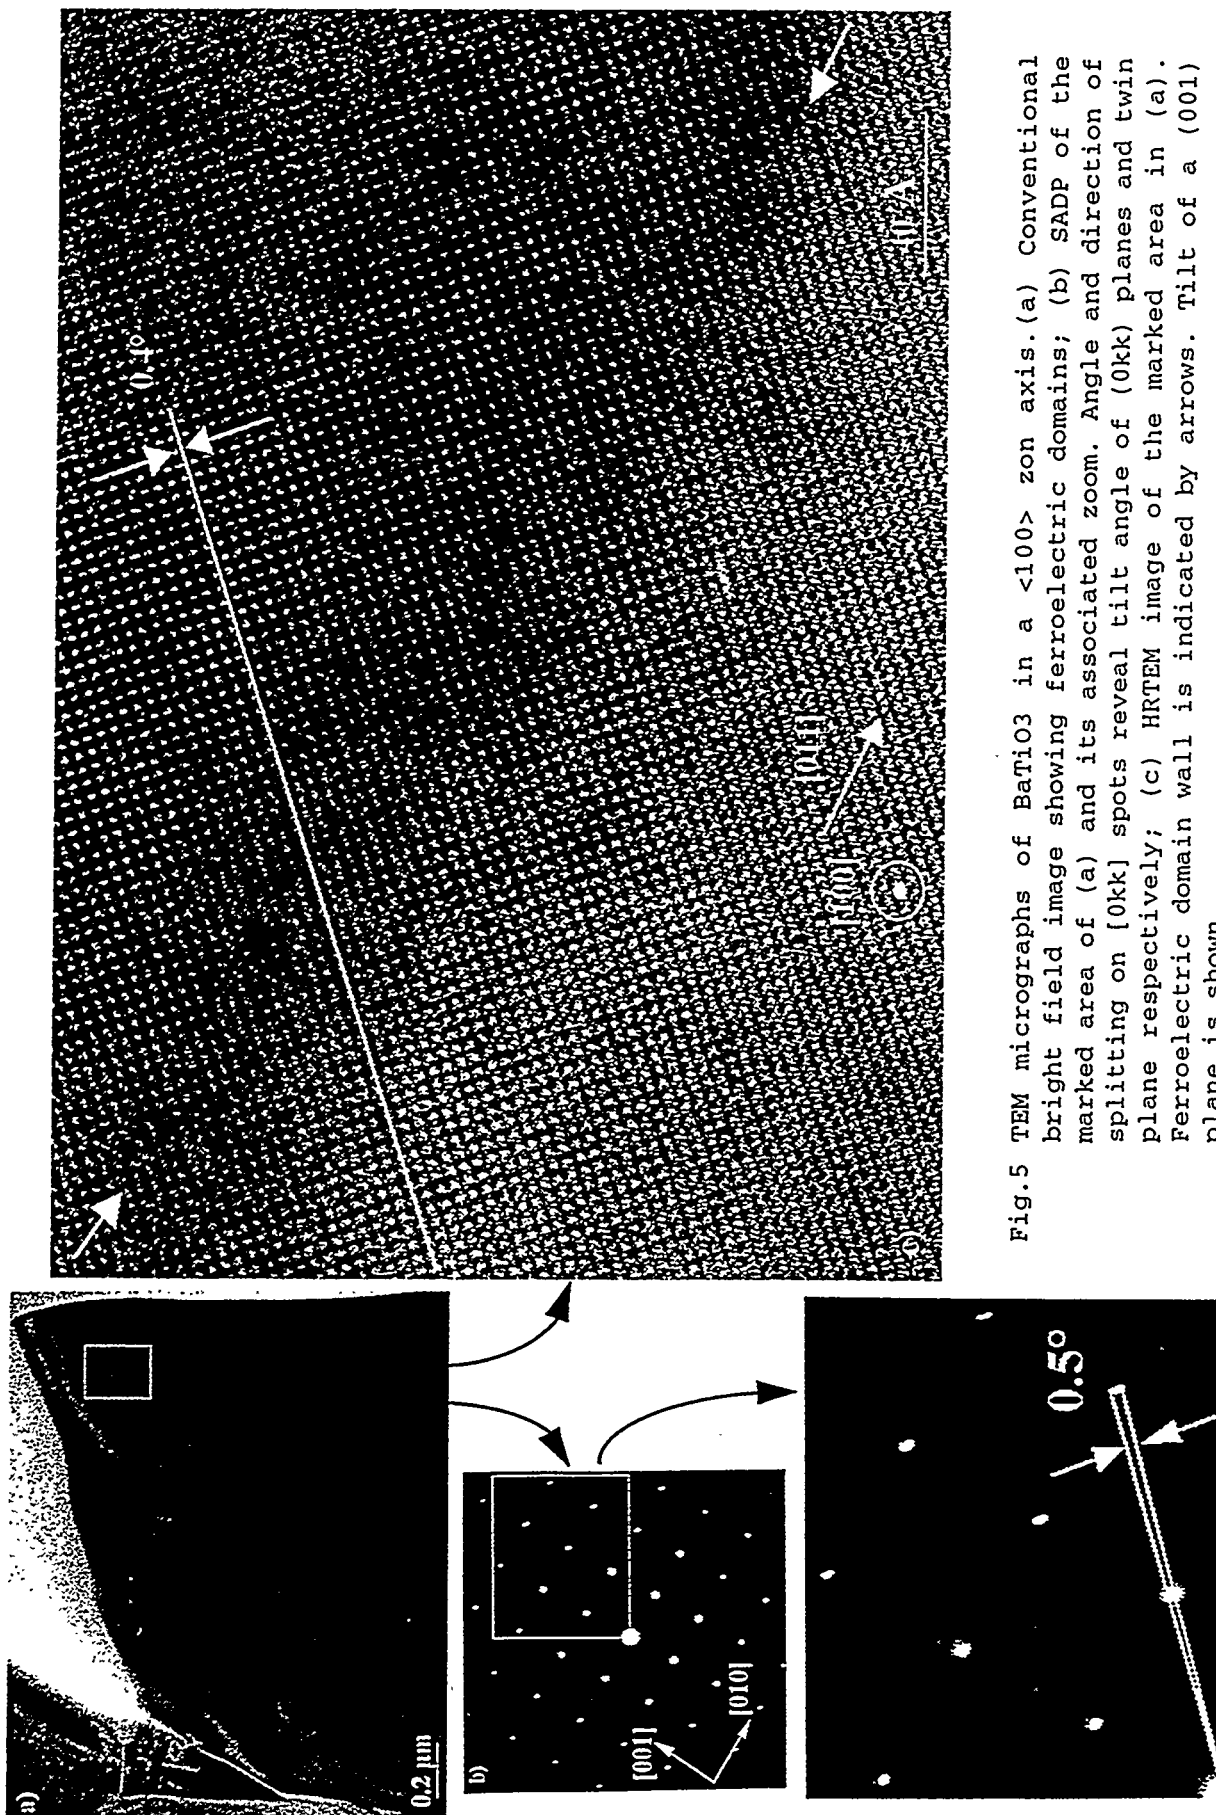 a)
0.2 µm
b)
[001]
[010]
0.5°
0.4°
[100]
[011]
c)
Fig.5 TEM micrographs of BaTiO3 in a <100> zon axis.(a) Conventional
bright field image showing ferroelectric domains; (b) SADP of the
marked area of (a) and its associated zoom. Angle and direction of
splitting on [0kk] spots reveal tilt angle of (0kk) planes and twin
plane respectively; (c) HRTEM image of the marked area in (a).
Ferroelectric domain wall is indicated by arrows. Tilt of a (001)
plane is shown